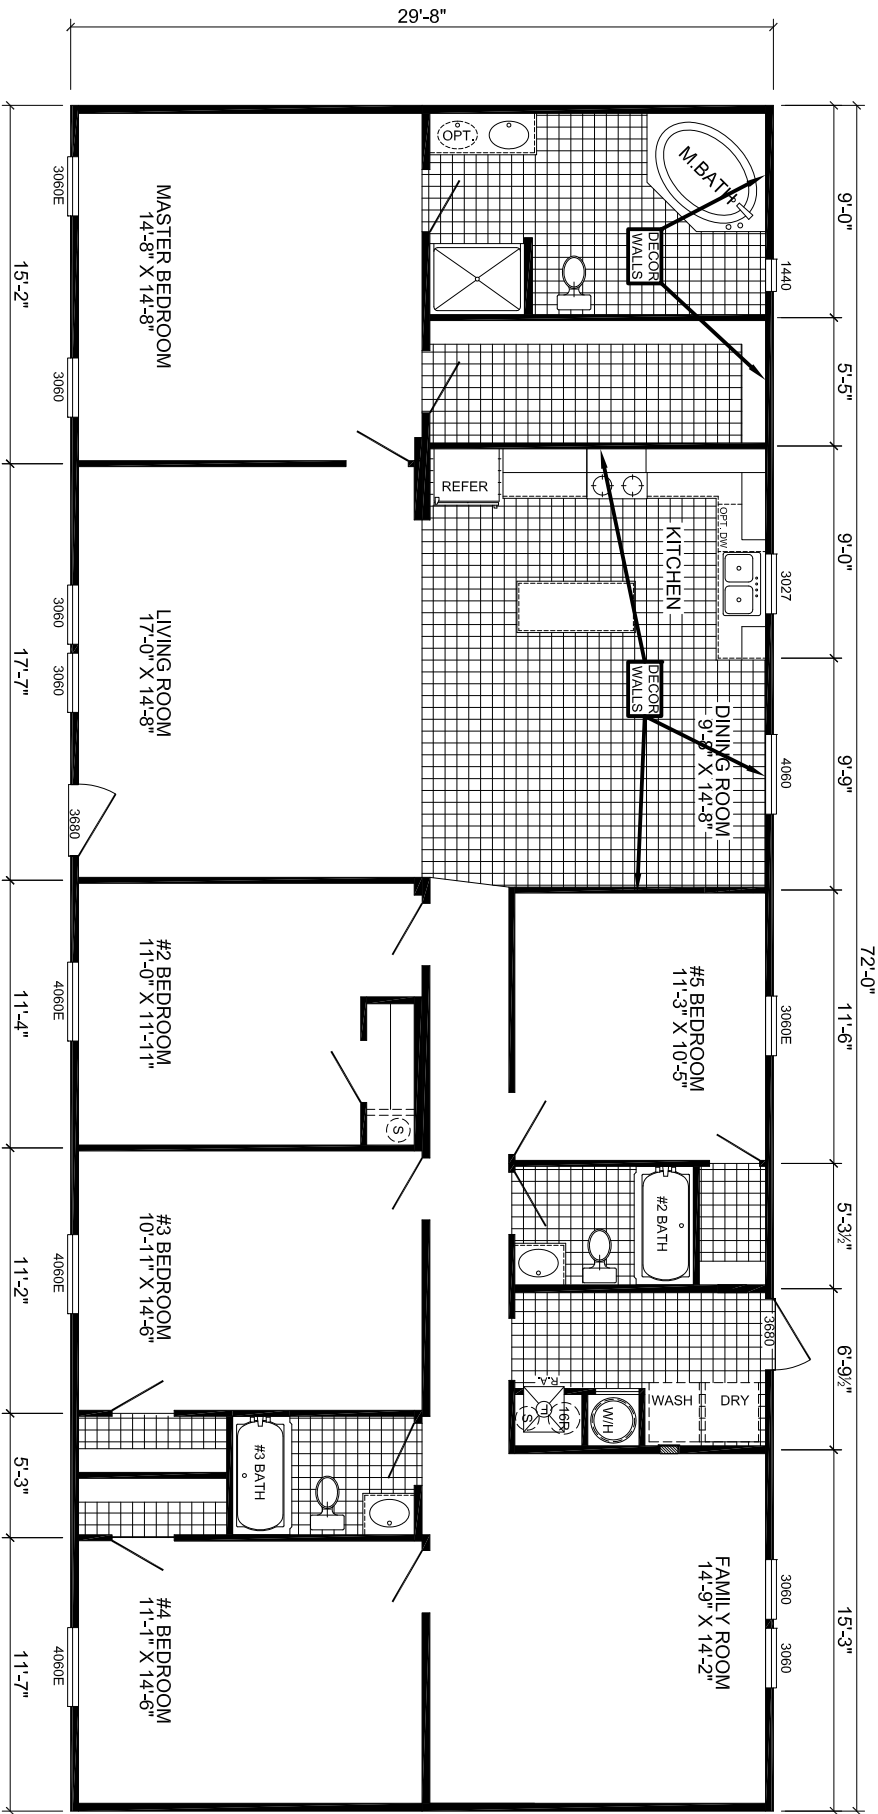 29'-8"
72'-0"
9'-0"
5'-5"
9'-0"
9'-9"
11'-6"
5'-3½"
6'-9½"
15'-3"
15'-2"
17'-7"
11'-4"
11'-2"
5'-3"
11'-7"
OPT.
M.BATH
DECOR
WALLS
1440
3060E
MASTER BEDROOM
14'-8" X 14'-8"
3060
REFER
KITCHEN
OPT. DW
3027
DECOR
WALLS
DINING ROOM
9'-8" X 14'-8"
4060
LIVING ROOM
17'-0" X 14'-8"
3060
3060
3680
#2 BEDROOM
11'-0" X 11'-11"
4060E
S
#5 BEDROOM
11'-3" X 10'-5"
3060E
#2 BATH
#3 BEDROOM
10'-11" X 14'-6"
4060E
3680
WASH
DRY
W/H
R.A.
S
F
#3 BATH
#4 BEDROOM
11'-1" X 14'-6"
4060E
FAMILY ROOM
14'-9" X 14'-2"
3060
3060